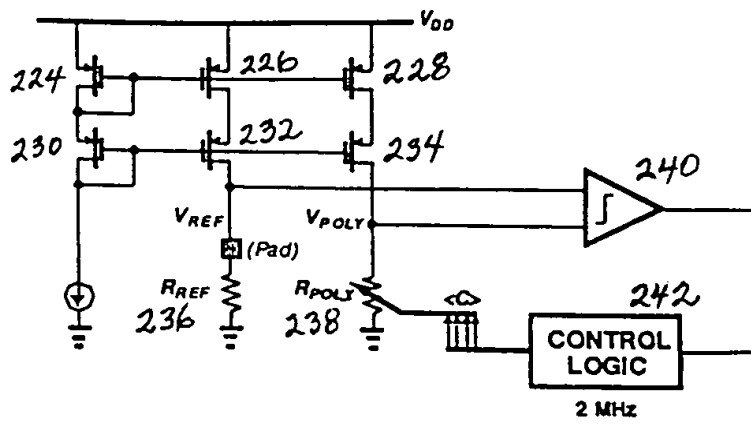 VDD
224
226
228
230
232
234
240
VREF
VPOLY
(Pad)
RREF
236
RPOLY
238
<C>
242
CONTROL
LOGIC
2 MHz